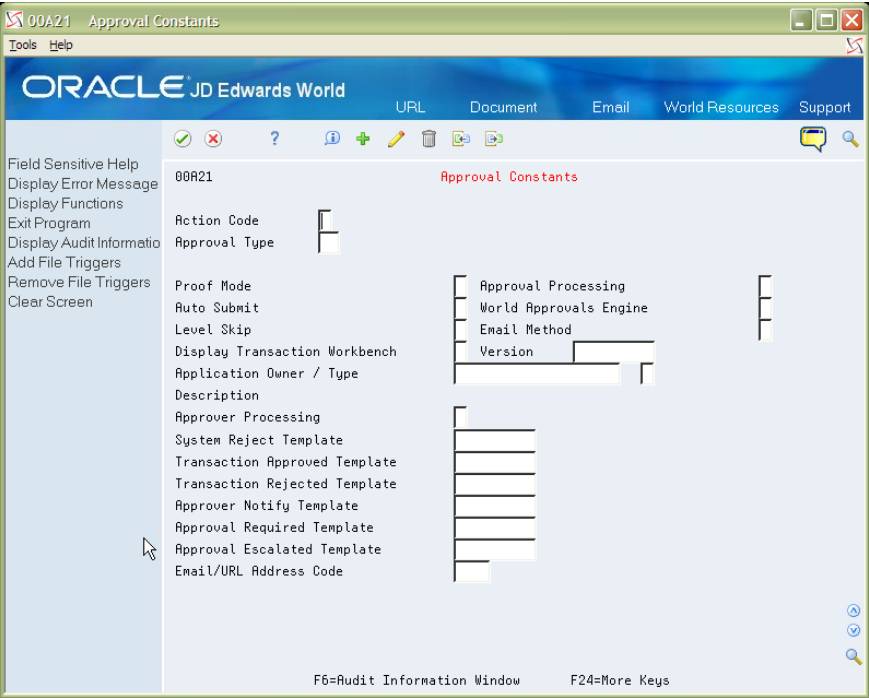 00A21 Approval Constants
Tools Help
ORACLE JD Edwards World
URL Document Email World Resources Support
Field Sensitive Help
Display Error Message
Display Functions
Exit Program
Display Audit Informatio
Add File Triggers
Remove File Triggers
Clear Screen
00A21 Approval Constants
Action Code
Approval Type
Proof Mode Approval Processing
Auto Submit World Approvals Engine
Level Skip Email Method
Display Transaction Workbench Version
Application Owner / Type
Description
Approver Processing
System Reject Template
Transaction Approved Template
Transaction Rejected Template
Approver Notify Template
Approval Required Template
Approval Escalated Template
Email/URL Address Code
F6=Audit Information Window F24=More Keys